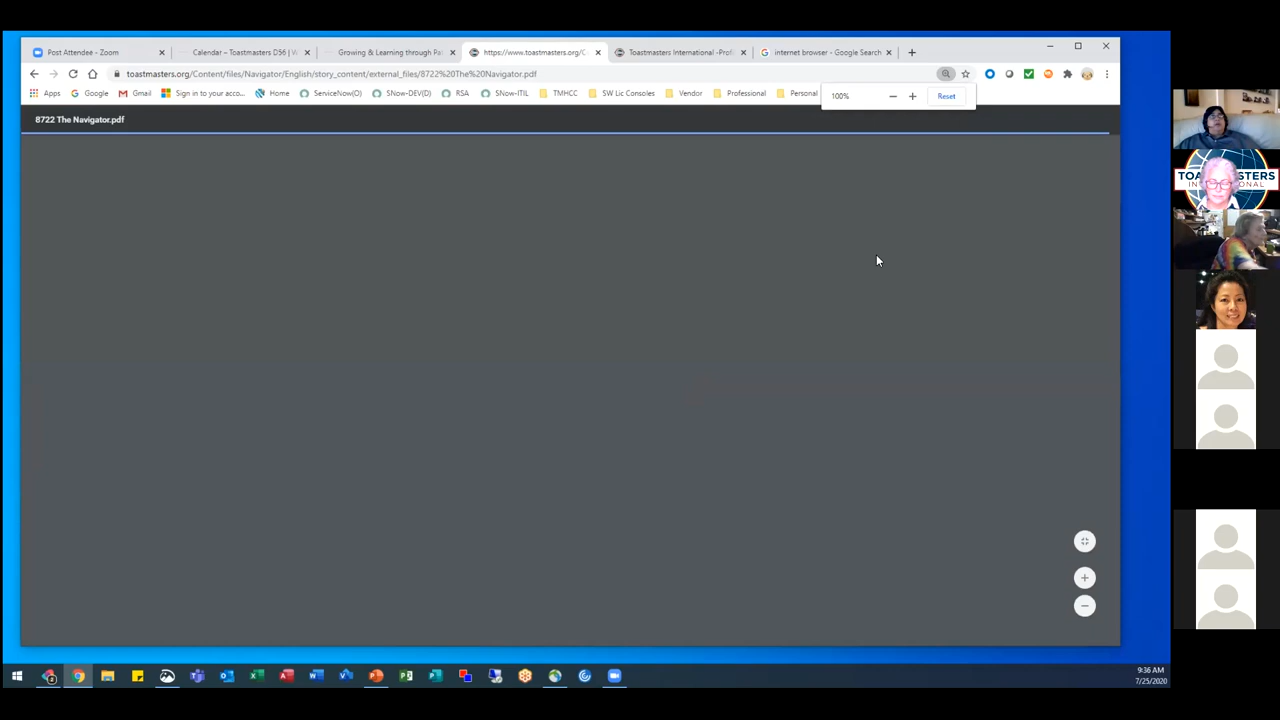 Post Attendee - Zoom
Calendar – Toastmasters D56 | W
Growing & Learning through Pa
https://www.toastmasters.org/C
Toastmasters International -Prof
internet browser - Google Search
toastmasters.org/Content/files/Navigator/English/story_content/external_files/8722%20The%20Navigator.pdf
Apps
Google
Gmail
Sign in to your acco...
Home
ServiceNow(O)
SNow-DEV(D)
RSA
SNow-ITIL
TMHCC
SW Lic Consoles
Vendor
Professional
Personal
100%
Reset
8722 The Navigator.pdf
9:36 AM
7/25/2020